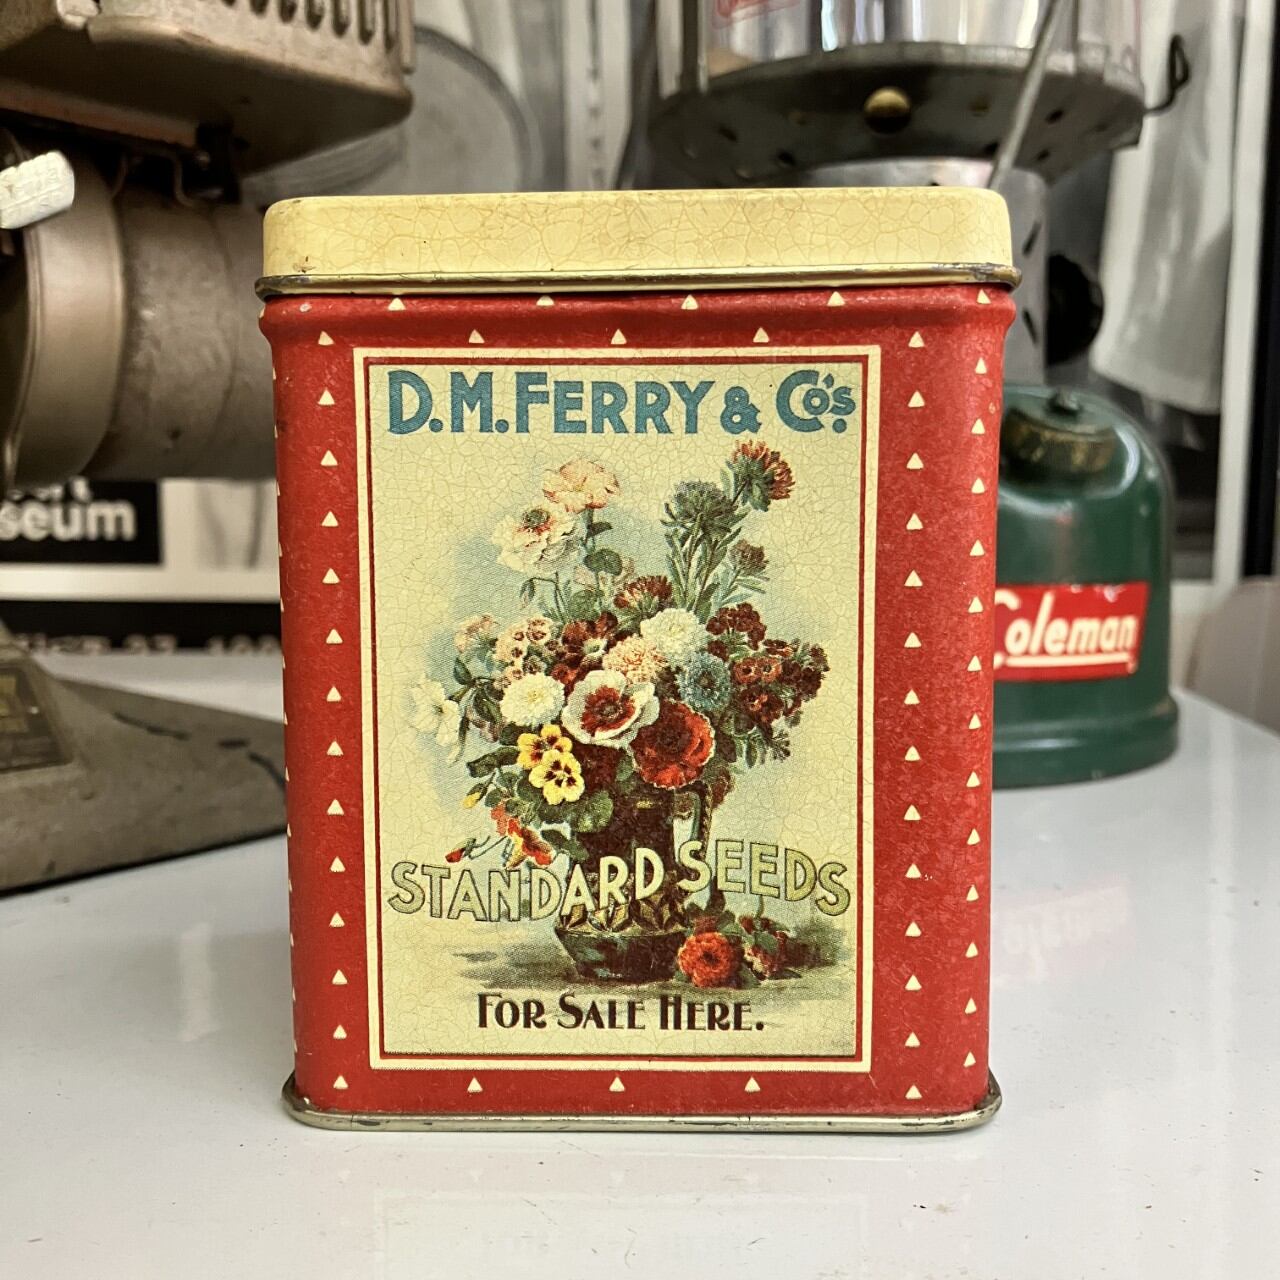 D.M. FERRY & Co's.
STANDARD SEEDS
FOR SALE HERE.
Coleman
seum